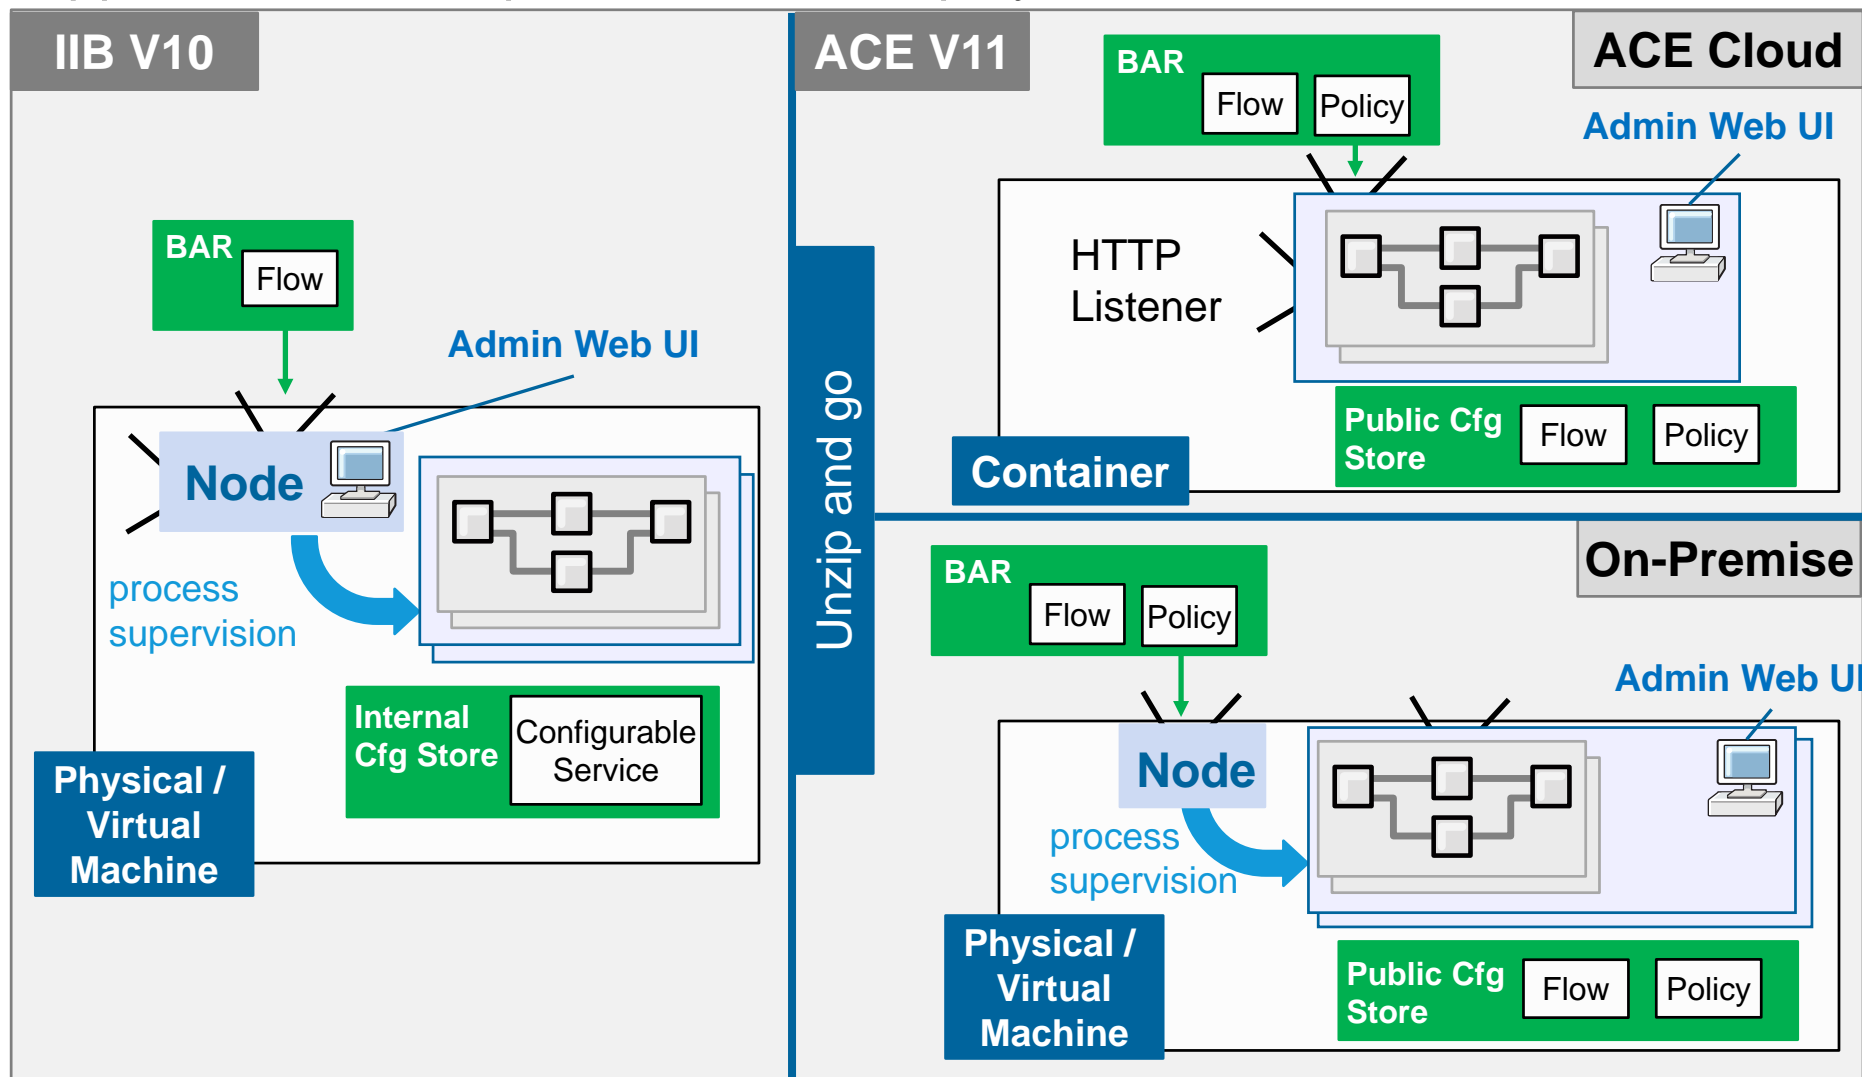 IIB V10
BAR
Flow
Admin Web UI
Node
process
supervision
Internal
Cfg Store
Configurable
Service
Physical /
Virtual
Machine
Unzip and go
ACE V11
ACE Cloud
BAR
Flow
Policy
Admin Web UI
HTTP
Listener
Public Cfg
Store
Flow
Policy
Container
On-Premise
BAR
Flow
Policy
Admin Web UI
Node
process
supervision
Physical /
Virtual
Machine
Public Cfg
Store
Flow
Policy